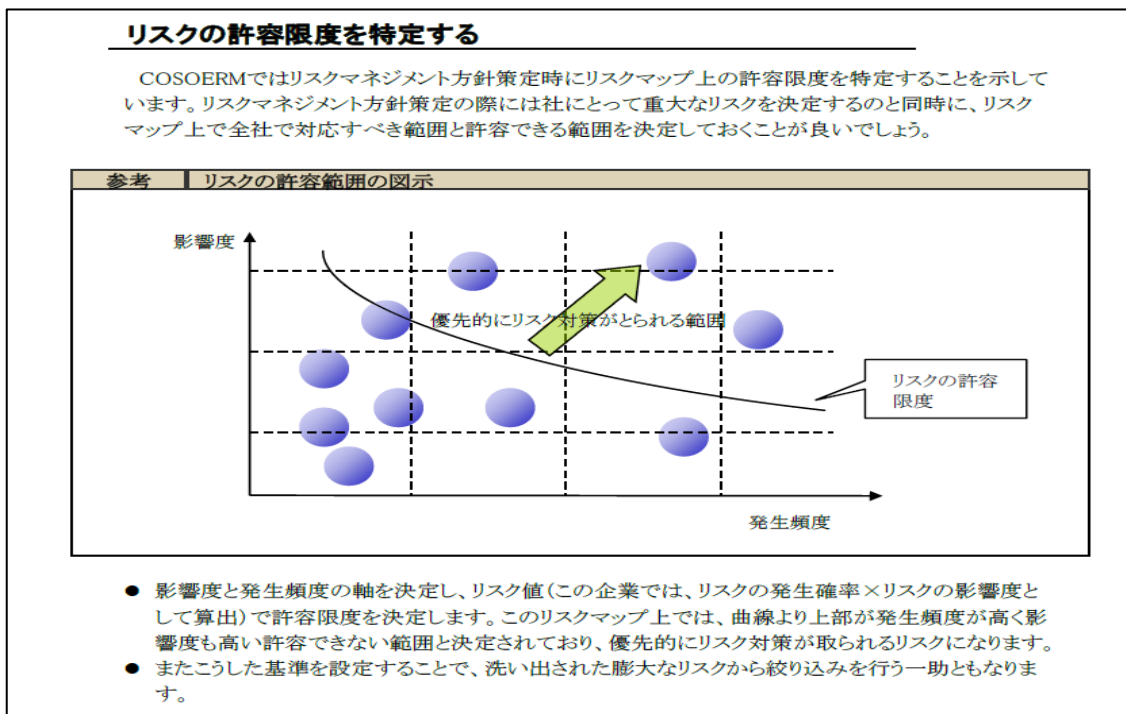 リスクの許容限度を特定する
COSOERMではリスクマネジメント方針策定時にリスクマップ上の許容限度を特定することを示して
います。リスクマネジメント方針策定の際には社にとって重大なリスクを決定するのと同時に、リスク
マップ上で全社で対応すべき範囲と許容できる範囲を決定しておくことが良いでしょう。
参考 リスクの許容範囲の図示
影響度
優先的にリスク対策がとられる範囲
リスクの許容
限度
発生頻度
● 影響度と発生頻度の軸を決定し、リスク値(この企業では、リスクの発生確率×リスクの影響度と
して算出)で許容限度を決定します。このリスクマップ上では、曲線より上部が発生頻度が高く影
響度も高い許容できない範囲と決定されており、優先的にリスク対策が取られるリスクになります。
● またこうした基準を設定することで、洗い出された膨大なリスクから絞り込みを行う一助ともなりま
す。